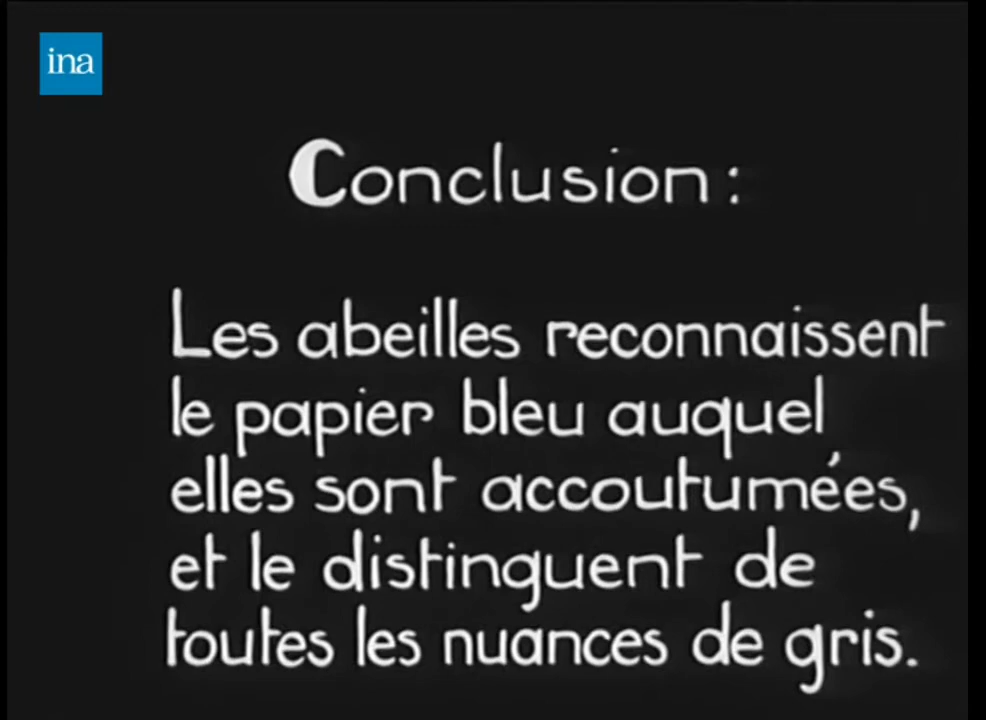 ina
Conclusion :
Les abeilles reconnaissent
le papier bleu auquel
elles sont accoutumées,
et le distinguent de
toutes les nuances de gris.